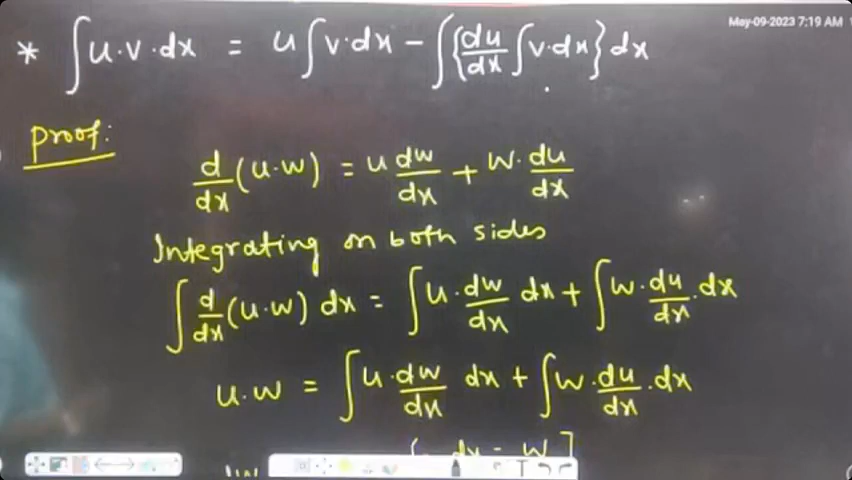 May-09-2023 7:19 AM
* ∫u·v·dx = u∫v·dx − ∫{du/dx ∫v·dx}dx
Proof:
d/dx(u·w) = u dw/dx + w·du/dx
Integrating on both sides
∫d/dx(u·w) dx = ∫u·dw/dx dx + ∫w·du/dx·dx
u·w = ∫u·dw/dx dx + ∫w·du/dx·dx